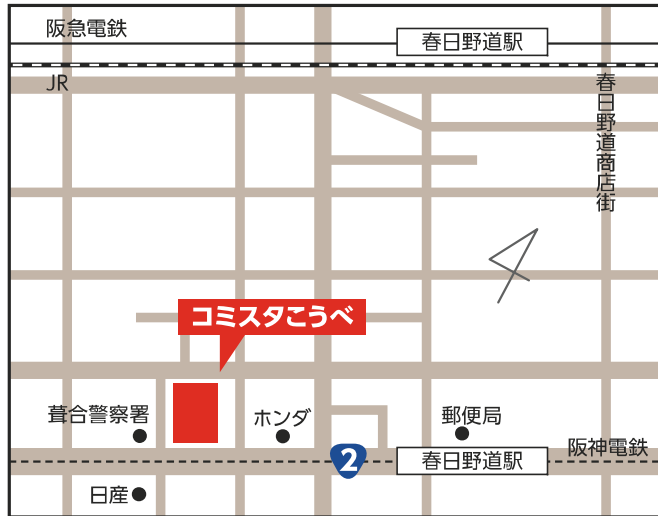 阪急電鉄
春日野道駅
JR
春日野道商店街
コミスタこうべ
葺合警察署
ホンダ
郵便局
2
春日野道駅
阪神電鉄
日産